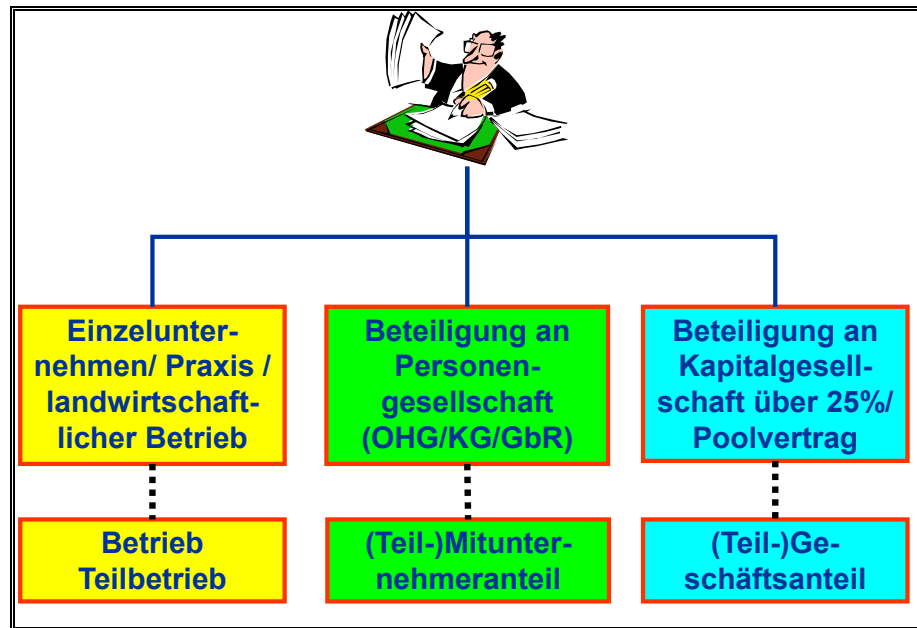 Einzelunter-
nehmen/ Praxis /
landwirtschaft-
licher Betrieb
Beteiligung an
Personen-
gesellschaft
(OHG/KG/GbR)
Beteiligung an
Kapitalgesell-
schaft über 25%/
Poolvertrag
Betrieb
Teilbetrieb
(Teil-)Mitunter-
nehmeranteil
(Teil-)Ge-
schäftsanteil